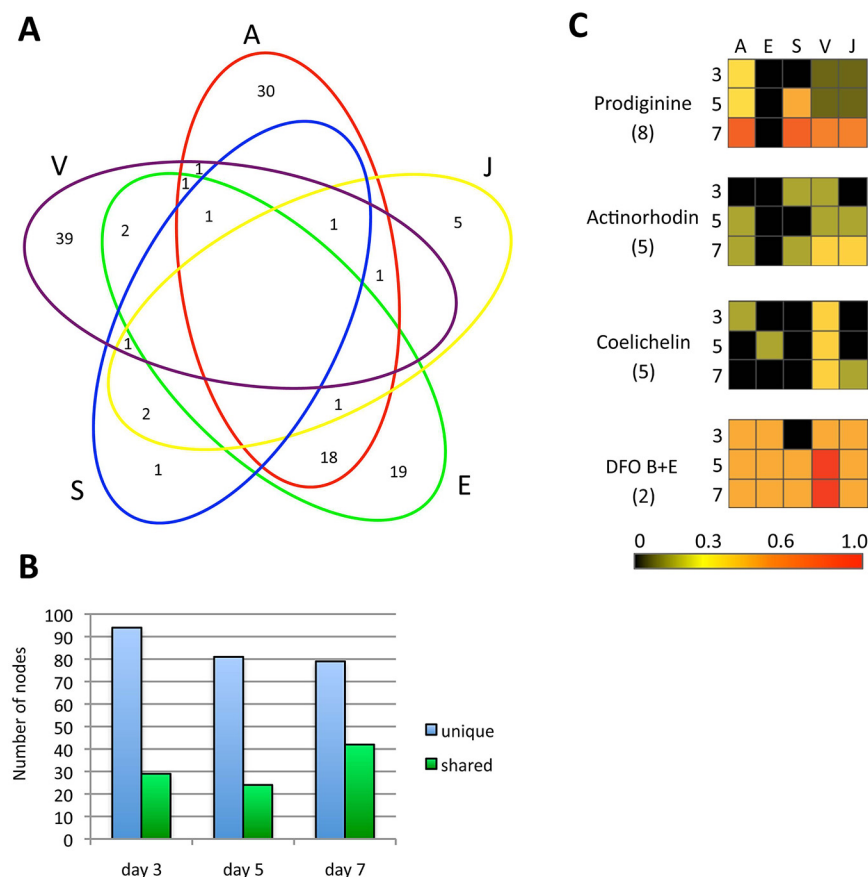 A
A
30
V
J
1
1
39
2
1
1
5
1
1
2
1
18
19
1
S
E
B
Number of nodes
100
90
80
70
60
50
40
30
20
10
0
day 3
day 5
day 7
unique
shared
C
A E S V J
Prodiginine
(8)
3
5
7
Actinorhodin
(5)
3
5
7
Coelichelin
(5)
3
5
7
DFO B+E
(2)
3
5
7
0 0.3 0.6 1.0